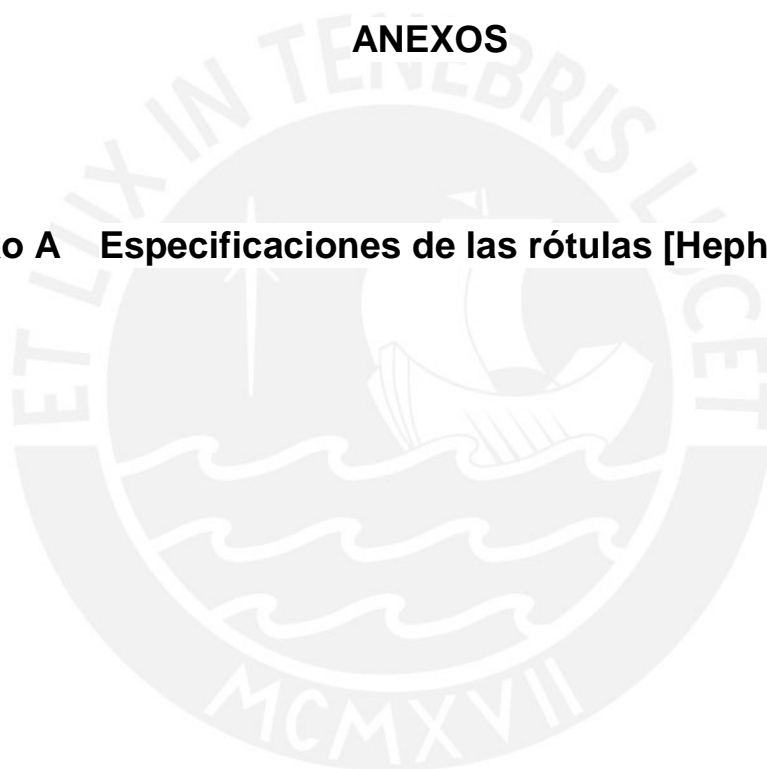 ANEXOS
o A Especificaciones de las rótulas [Heph
ET LUX IN TENEBRIS LUCET
MCMXVII